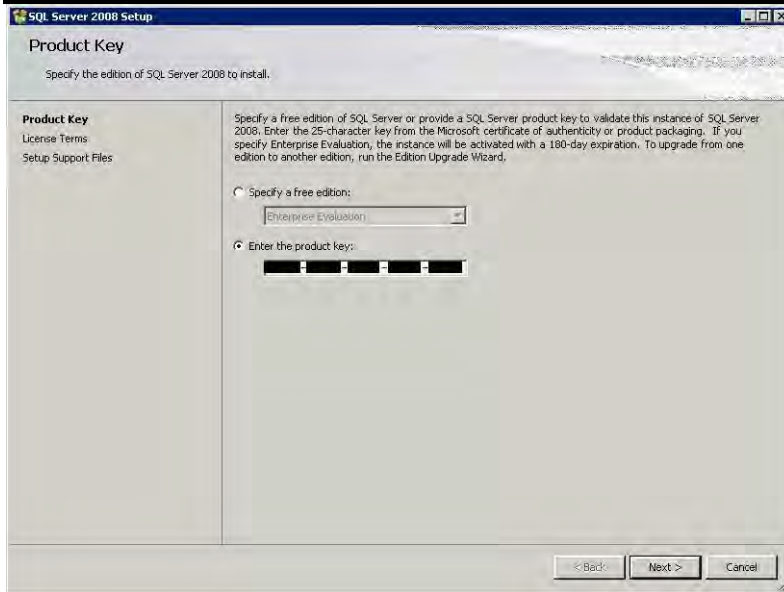 SQL Server 2008 Setup
Product Key
Specify the edition of SQL Server 2008 to install.
Product Key
License Terms
Setup Support Files
Specify a free edition of SQL Server or provide a SQL Server product key to validate this instance of SQL Server
2008. Enter the 25-character key from the Microsoft certificate of authenticity or product packaging. If you
specify Enterprise Evaluation, the instance will be activated with a 180-day expiration. To upgrade from one
edition to another edition, run the Edition Upgrade Wizard.
Specify a free edition:
Enterprise Evaluation
Enter the product key:
- - - -
< Back
Next >
Cancel